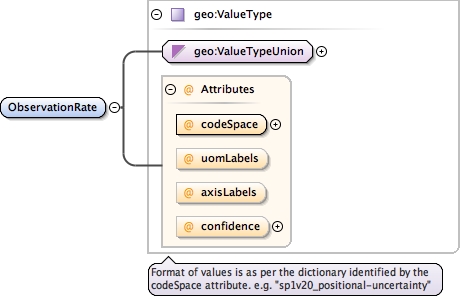 geo:ValueType
geo:ValueTypeUnion
ObservationRate
@ Attributes
@ codeSpace
@ uomLabels
@ axisLabels
@ confidence
Format of values is as per the dictionary identified by the
codeSpace attribute. e.g. "sp1v20_positional-uncertainty"